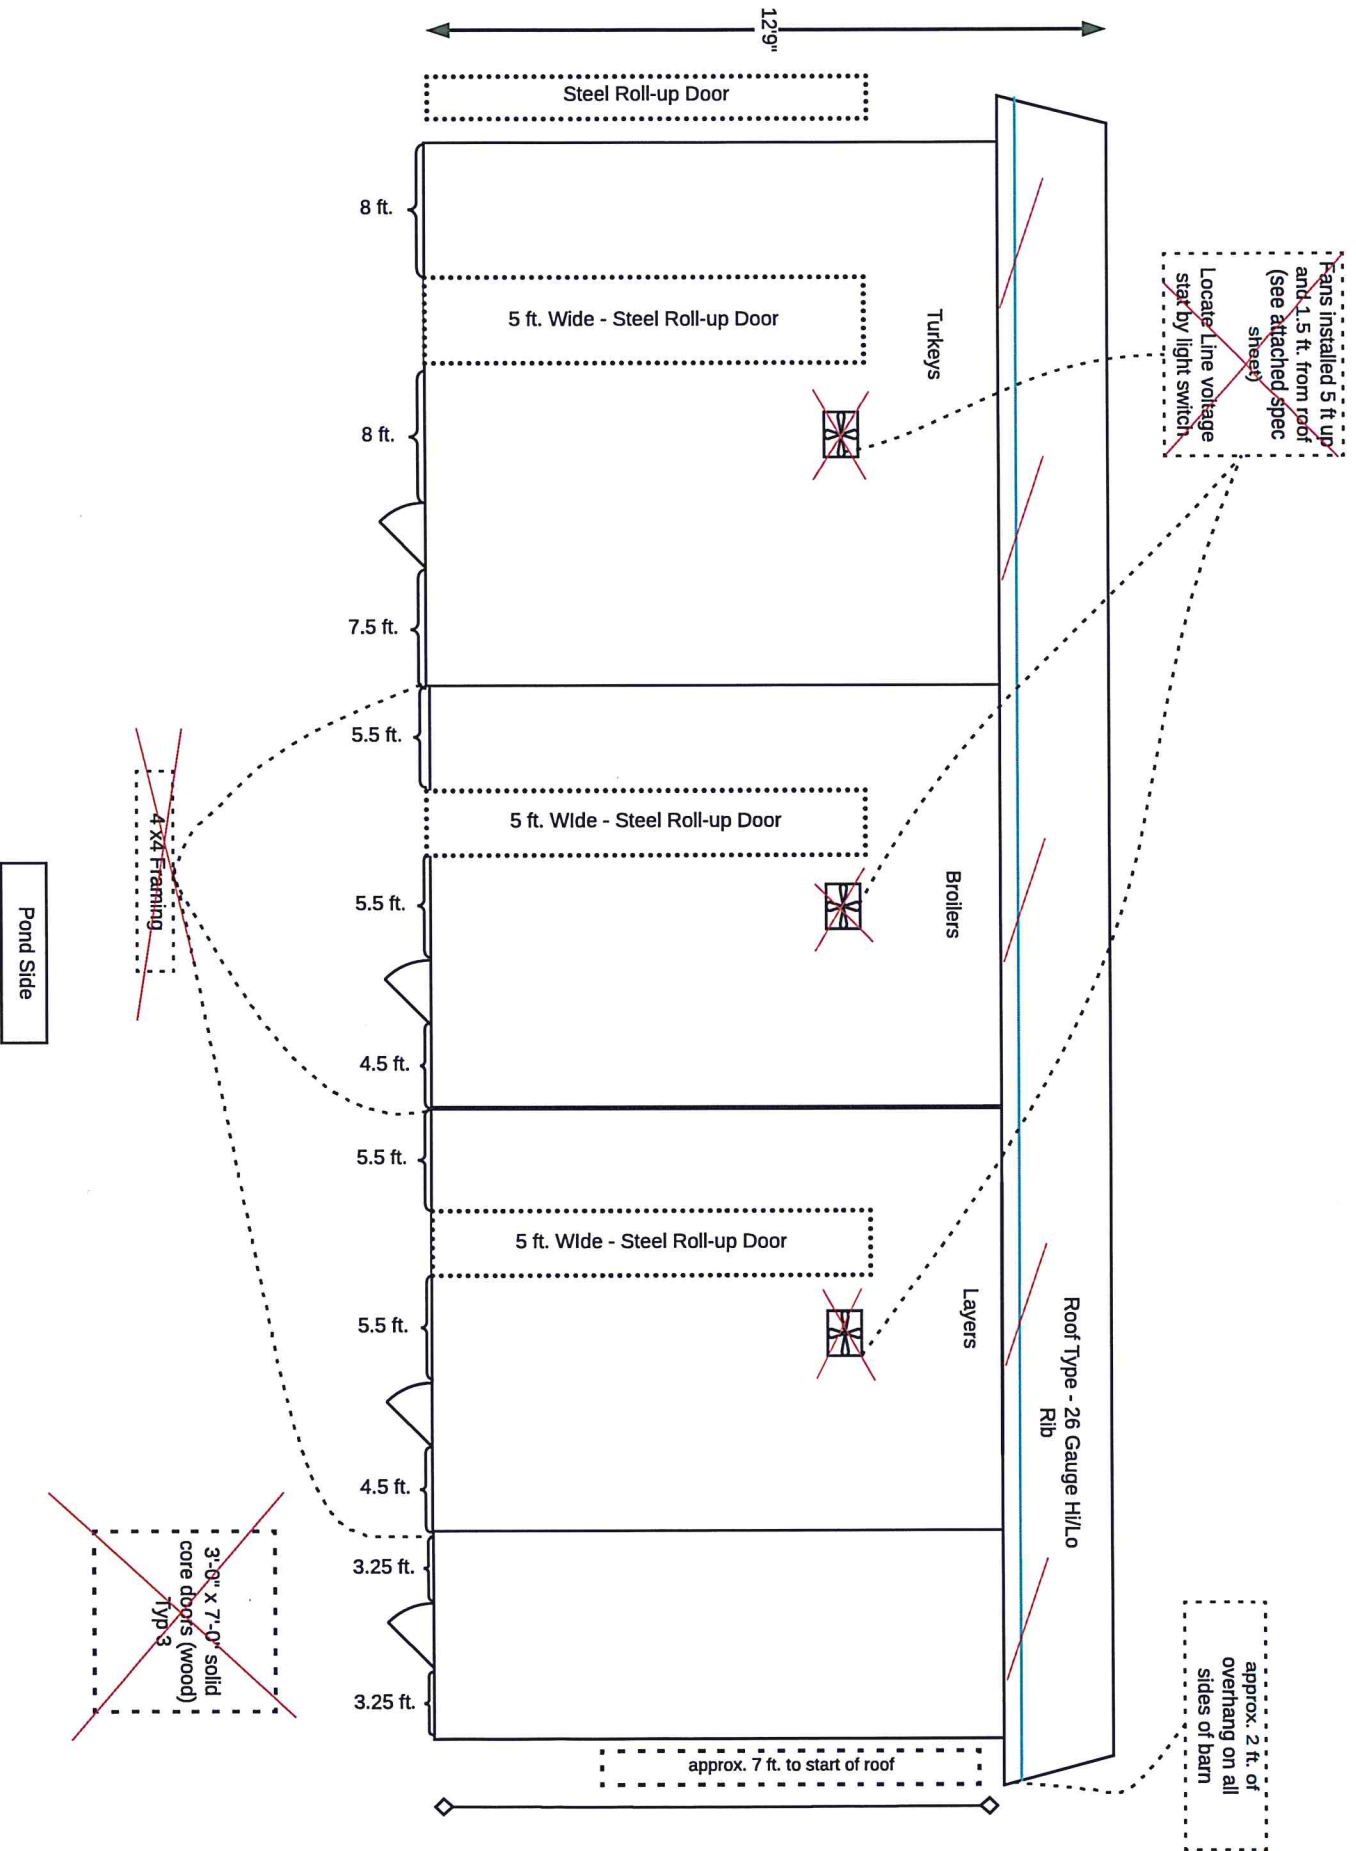 12'9"
Steel Roll-up Door
8 ft.
5 ft. Wide - Steel Roll-up Door
Turkeys
Fans installed 5 ft up
and 1.5 ft. from roof
(see attached spec
sheet)
Locate Line voltage
stat by light switch
8 ft.
7.5 ft.
5.5 ft.
5 ft. WIde - Steel Roll-up Door
Broilers
4 x4 Framing
Pond Side
5.5 ft.
4.5 ft.
5.5 ft.
5 ft. WIde - Steel Roll-up Door
Layers
Roof Type - 26 Gauge Hi/Lo
Rib
5.5 ft.
4.5 ft.
3.25 ft.
3'-0" x 7'-0" solid
core doors (wood)
Typ 3
3.25 ft.
approx. 2 ft. of
overhang on all
sides of barn
approx. 7 ft. to start of roof